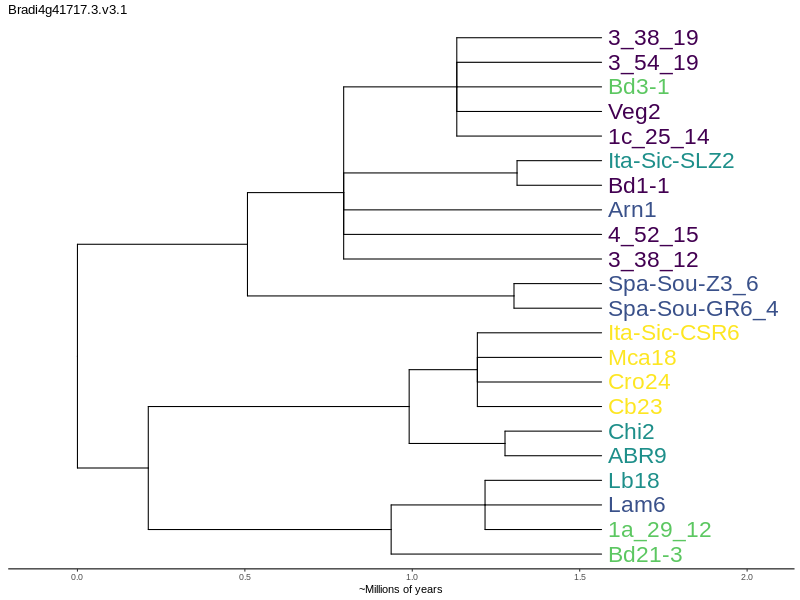 Bradi4g41717.3.v3.1
3_38_19
3_54_19
Bd3-1
Veg2
1c_25_14
Ita-Sic-SLZ2
Bd1-1
Arn1
4_52_15
3_38_12
Spa-Sou-Z3_6
Spa-Sou-GR6_4
Ita-Sic-CSR6
Mca18
Cro24
Cb23
Chi2
ABR9
Lb18
Lam6
1a_29_12
Bd21-3
0.0 0.5 1.0 1.5 2.0
~Millions of years